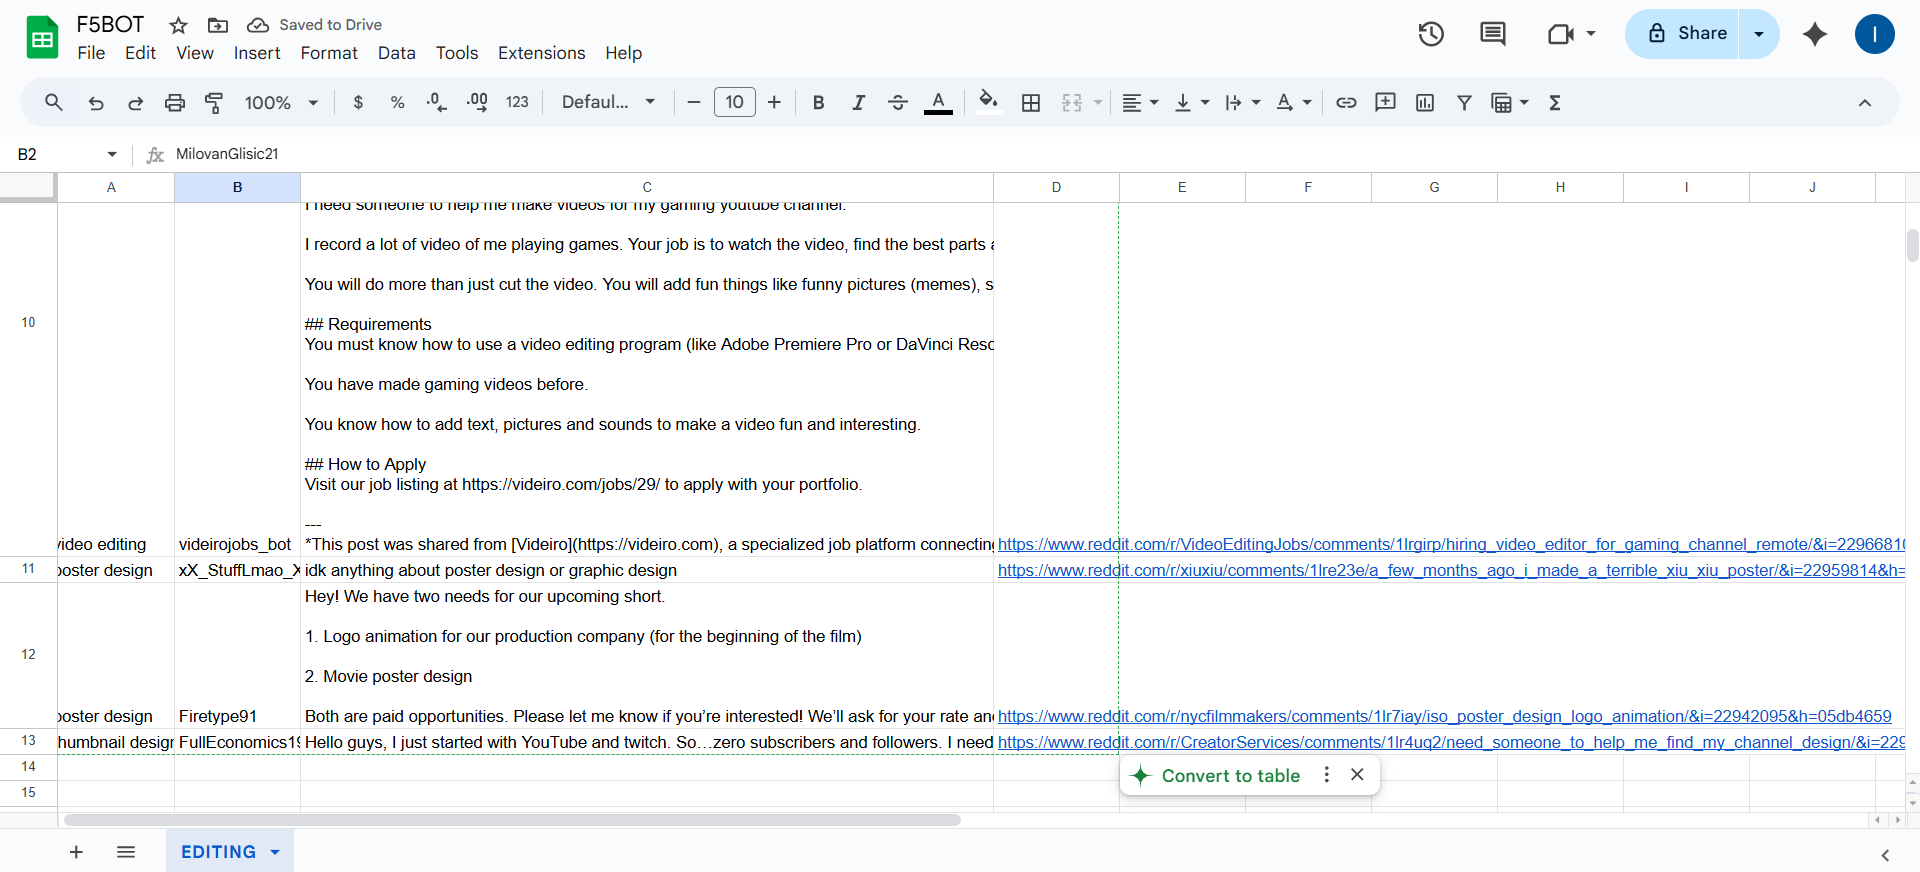 F5BOT
Saved to Drive
File Edit View Insert Format Data Tools Extensions Help
Share
I
100% $ % .0 .00 123 Defaul... 10 B I A
B2 fx MilovanGlisic21
A B C D E F G H I J
I need someone to help me make videos for my gaming youtube channel.
I record a lot of video of me playing games. Your job is to watch the video, find the best parts
You will do more than just cut the video. You will add fun things like funny pictures (memes), s
10
## Requirements
You must know how to use a video editing program (like Adobe Premiere Pro or DaVinci Reso
You have made gaming videos before.
You know how to add text, pictures and sounds to make a video fun and interesting.
## How to Apply
Visit our job listing at https://videiro.com/jobs/29/ to apply with your portfolio.
---
video editing videirojobs_bot *This post was shared from [Videiro](https://videiro.com), a specialized job platform connecting https://www.reddit.com/r/VideoEditingJobs/comments/1lrgirp/hiring_video_editor_for_gaming_channel_remote/&i=2296681
11 poster design xX_StuffLmao_X idk anything about poster design or graphic design https://www.reddit.com/r/xiuxiu/comments/1lre23e/a_few_months_ago_i_made_a_terrible_xiu_xiu_poster/&i=22959814&h=
Hey! We have two needs for our upcoming short.
1. Logo animation for our production company (for the beginning of the film)
12
2. Movie poster design
poster design Firetype91 Both are paid opportunities. Please let me know if you’re interested! We’ll ask for your rate an https://www.reddit.com/r/nycfilmmakers/comments/1lr7iay/iso_poster_design_logo_animation/&i=22942095&h=05db4659
13 humbnail design FullEconomics19 Hello guys, I just started with YouTube and twitch. So…zero subscribers and followers. I need https://www.reddit.com/r/CreatorServices/comments/1lr4uq2/need_someone_to_help_me_find_my_channel_design/&i=229
14
Convert to table
15
EDITING